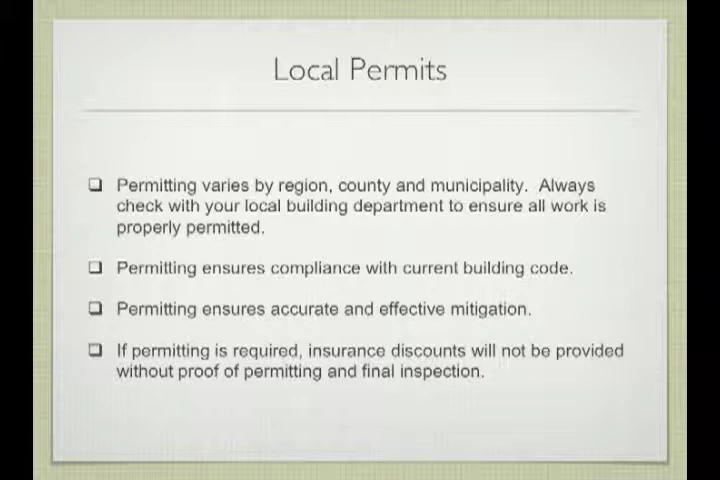 Local Permits
❑ Permitting varies by region, county and municipality.  Always
check with your local building department to ensure all work is
properly permitted.
❑ Permitting ensures compliance with current building code.
❑ Permitting ensures accurate and effective mitigation.
❑ If permitting is required, insurance discounts will not be provided
without proof of permitting and final inspection.